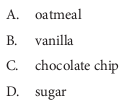 A. oatmeal
B. vanilla
C. chocolate chip
D. sugar